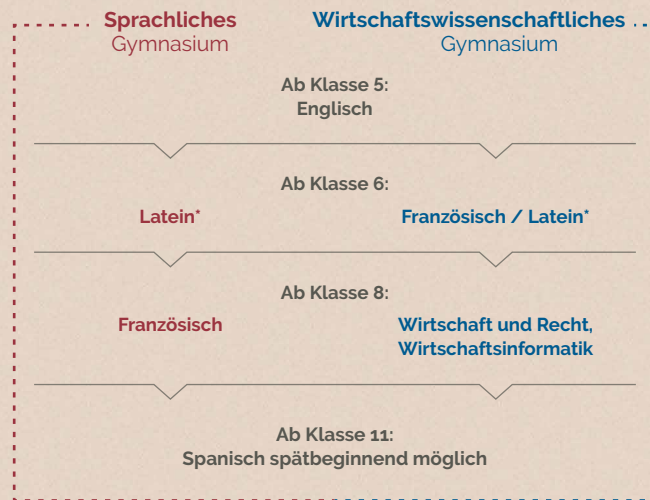 Sprachliches
Gymnasium
Wirtschaftswissenschaftliches
Gymnasium
Ab Klasse 5:
Englisch
Ab Klasse 6:
Latein*
Französisch / Latein*
Ab Klasse 8:
Französisch
Wirtschaft und Recht,
Wirtschaftsinformatik
Ab Klasse 11:
Spanisch spätbeginnend möglich